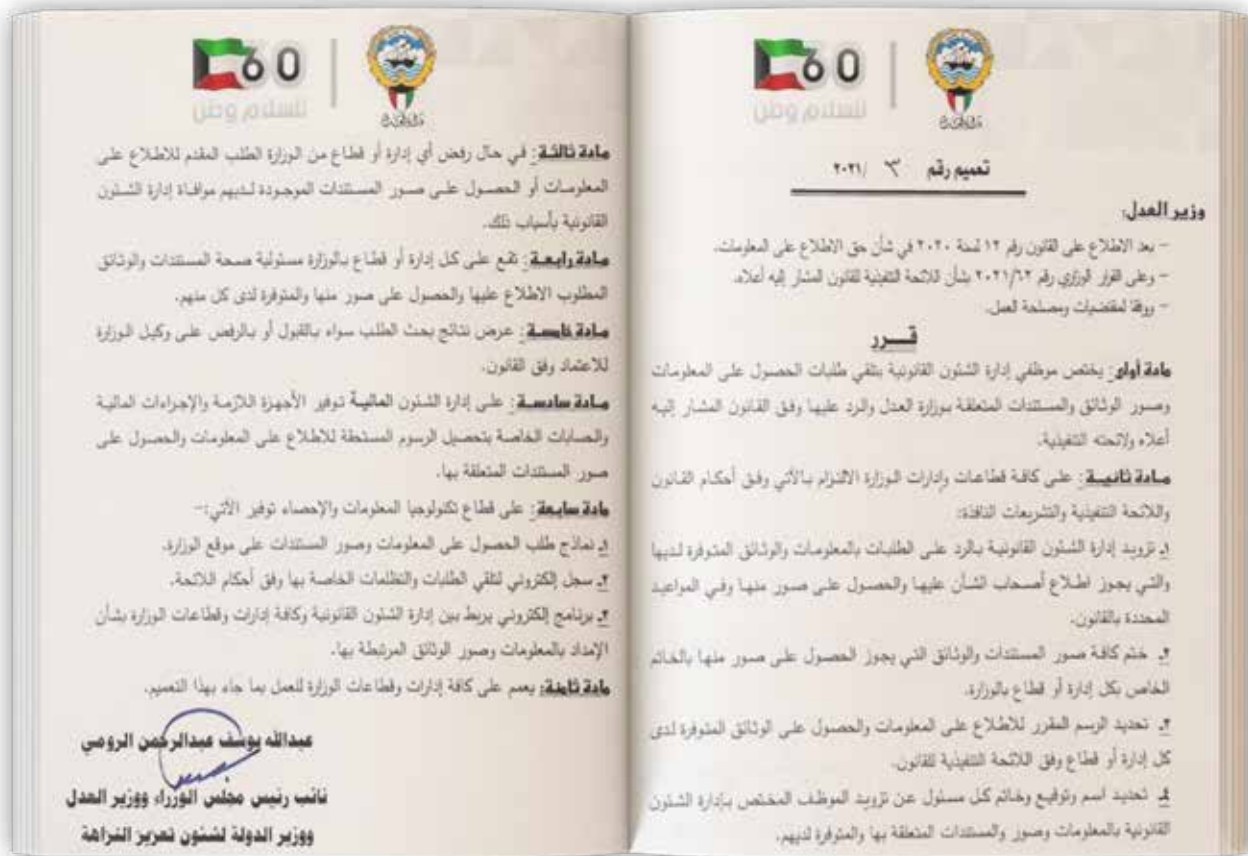 60
للسلام وطن
تعميم رقم ٣ /٢٠٢١
وزير العدل:
- بعد الاطلاع على القانون رقم ١٢ لسنة ٢٠٢٠ في شأن حق الاطلاع على المعلومات.
- وعلى القرار الوزاري رقم ٢٠٢١/٦٢ بشأن اللائحة التنفيذية للقانون المشار إليه أعلاه.
- ووفقا لمقتضيات ومصلحة العمل.
قـــرر
مادة أولى: يختص موظفي إدارة الشئون القانونية بتلقي طلبات الحصول على المعلومات
وصور الوثائق والمستندات المتعلقة بوزارة العدل والرد عليها وفق القانون المشار إليه
أعلاه ولائحته التنفيذية.
مادة ثانية: على كافة قطاعات وإدارات الوزارة الالتزام بالآتي وفق أحكام القانون
واللائحة التنفيذية والتشريعات النافذة:
١. تزويد إدارة الشئون القانونية بالرد على الطلبات بالمعلومات والوثائق المتوفرة لديها
والتي يجوز اطلاع أصحاب الشأن عليها والحصول على صور منها وفي المواعيد
المحددة بالقانون.
٢. ختم كافة صور المستندات والوثائق التي يجوز الحصول على صور منها بالخاتم
الخاص بكل إدارة أو قطاع بالوزارة.
٣. تحديد الرسم المقرر للاطلاع على المعلومات والحصول على الوثائق المتوفرة لدى
كل إدارة أو قطاع وفق اللائحة التنفيذية للقانون.
٤. تحديد اسم وتوقيع وخاتم كل مسئول عن تزويد الموظف المختص بإدارة الشئون
القانونية بالمعلومات وصور والمستندات المتعلقة بها والمتوفرة لديهم.
60
للسلام وطن
مادة ثالثة: في حال رفض أي إدارة أو قطاع من الوزارة الطلب المقدم للاطلاع على
المعلومات أو الحصول على صور المستندات الموجودة لديهم موافاة إدارة الشئون
القانونية بأسباب ذلك.
مادة رابعة: تقع على كل إدارة أو قطاع بالوزارة مسئولية صحة المستندات والوثائق
المطلوب الاطلاع عليها والحصول على صور منها والمتوفرة لدى كل منهم.
مادة خامسة: عرض نتائج بحث الطلب سواء بالقبول أو بالرفض على وكيل الوزارة
للاعتماد وفق القانون.
مادة سادسة: على إدارة الشئون المالية توفير الأجهزة اللازمة والإجراءات المالية
والحسابات الخاصة بتحصيل الرسوم المستحقة للاطلاع على المعلومات والحصول على
صور المستندات المتعلقة بها.
مادة سابعة: على قطاع تكنولوجيا المعلومات والإحصاء توفير الآتي:-
١. نماذج طلب الحصول على المعلومات وصور المستندات على موقع الوزارة.
٢. سجل إلكتروني لتلقي الطلبات والتظلمات الخاصة بها وفق أحكام اللائحة.
٣. برنامج إلكتروني يربط بين إدارة الشئون القانونية وكافة إدارات وقطاعات الوزارة بشأن
الإمداد بالمعلومات وصور الوثائق المرتبطة بها.
مادة ثامنة: يعمم على كافة إدارات وقطاعات الوزارة للعمل بما جاء بهذا التعميم.
عبدالله يوسف عبدالرحمن الرومي
نائب رئيس مجلس الوزراء ووزير العدل
ووزير الدولة لشئون تعزيز النزاهة